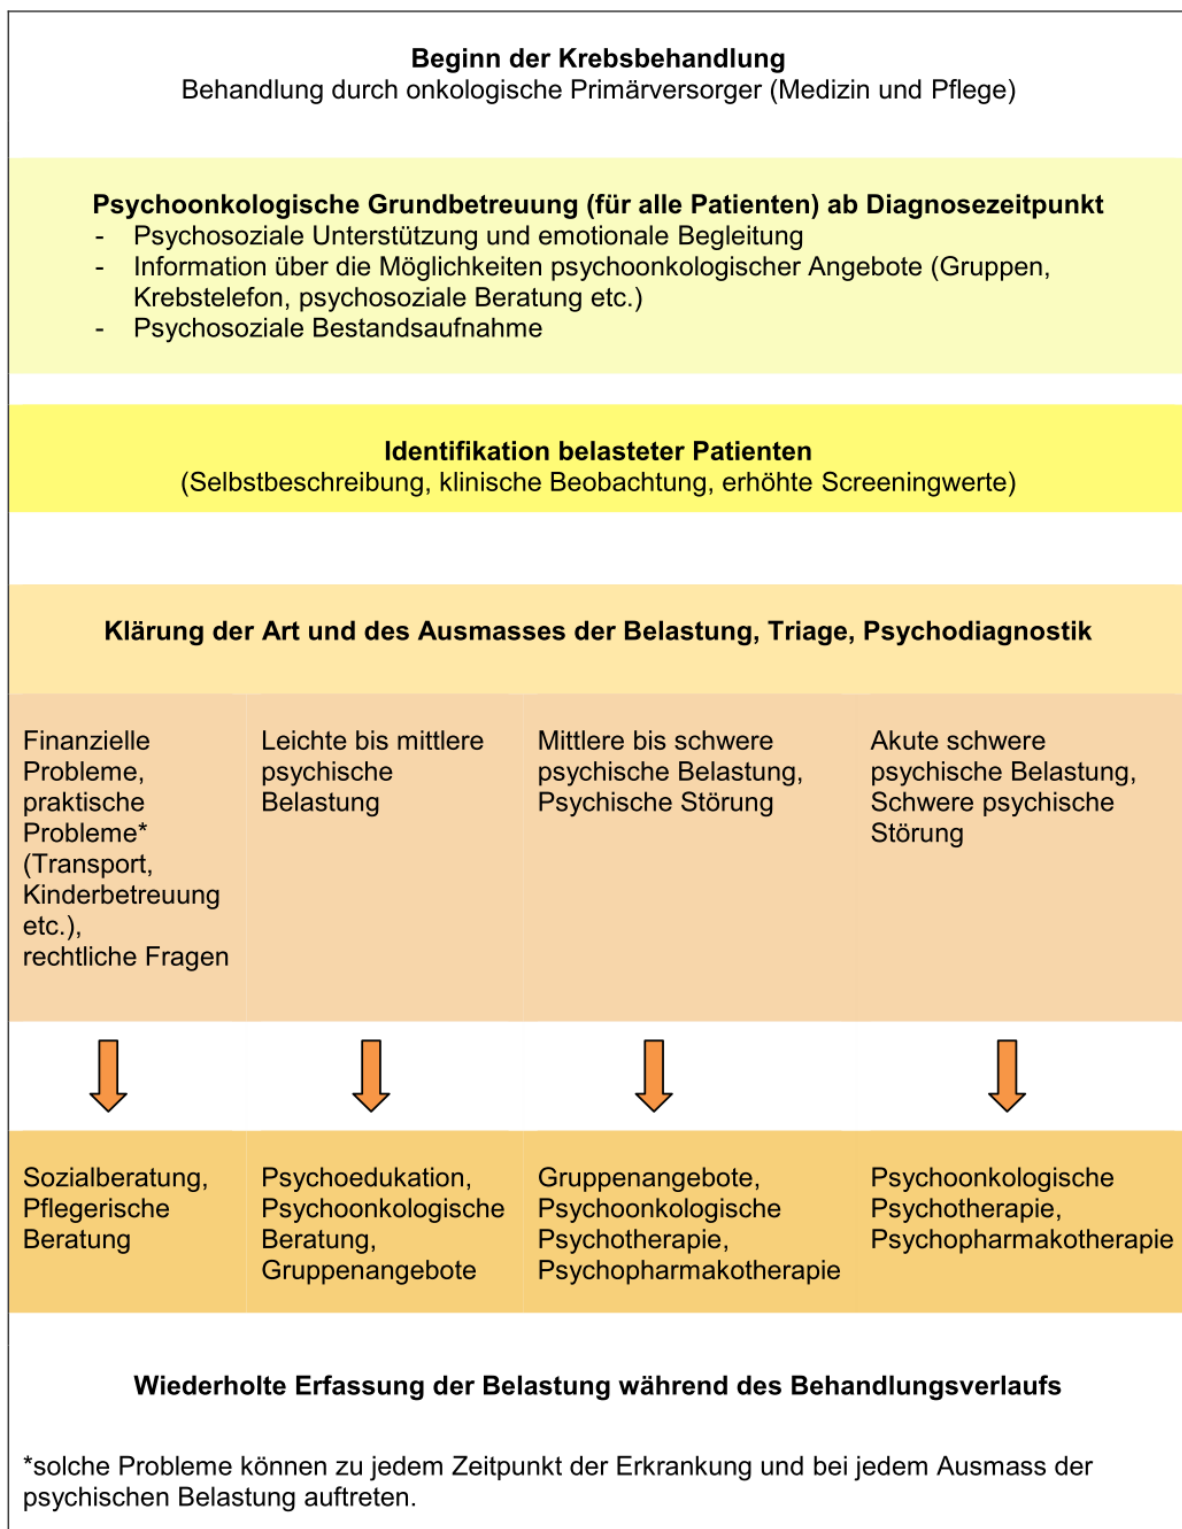 Beginn der Krebsbehandlung
Behandlung durch onkologische Primärversorger (Medizin und Pflege)
Psychoonkologische Grundbetreuung (für alle Patienten) ab Diagnosezeitpunkt
- Psychosoziale Unterstützung und emotionale Begleitung
- Information über die Möglichkeiten psychoonkologischer Angebote (Gruppen,
Krebstelefon, psychosoziale Beratung etc.)
- Psychosoziale Bestandsaufnahme
Identifikation belasteter Patienten
(Selbstbeschreibung, klinische Beobachtung, erhöhte Screeningwerte)
Klärung der Art und des Ausmasses der Belastung, Triage, Psychodiagnostik
Finanzielle
Probleme,
praktische
Probleme*
(Transport,
Kinderbetreuung
etc.),
rechtliche Fragen
Leichte bis mittlere
psychische
Belastung
Mittlere bis schwere
psychische Belastung,
Psychische Störung
Akute schwere
psychische Belastung,
Schwere psychische
Störung
Sozialberatung,
Pflegerische
Beratung
Psychoedukation,
Psychoonkologische
Beratung,
Gruppenangebote
Gruppenangebote,
Psychoonkologische
Psychotherapie,
Psychopharmakotherapie
Psychoonkologische
Psychotherapie,
Psychopharmakotherapie
Wiederholte Erfassung der Belastung während des Behandlungsverlaufs
*solche Probleme können zu jedem Zeitpunkt der Erkrankung und bei jedem Ausmass der
psychischen Belastung auftreten.